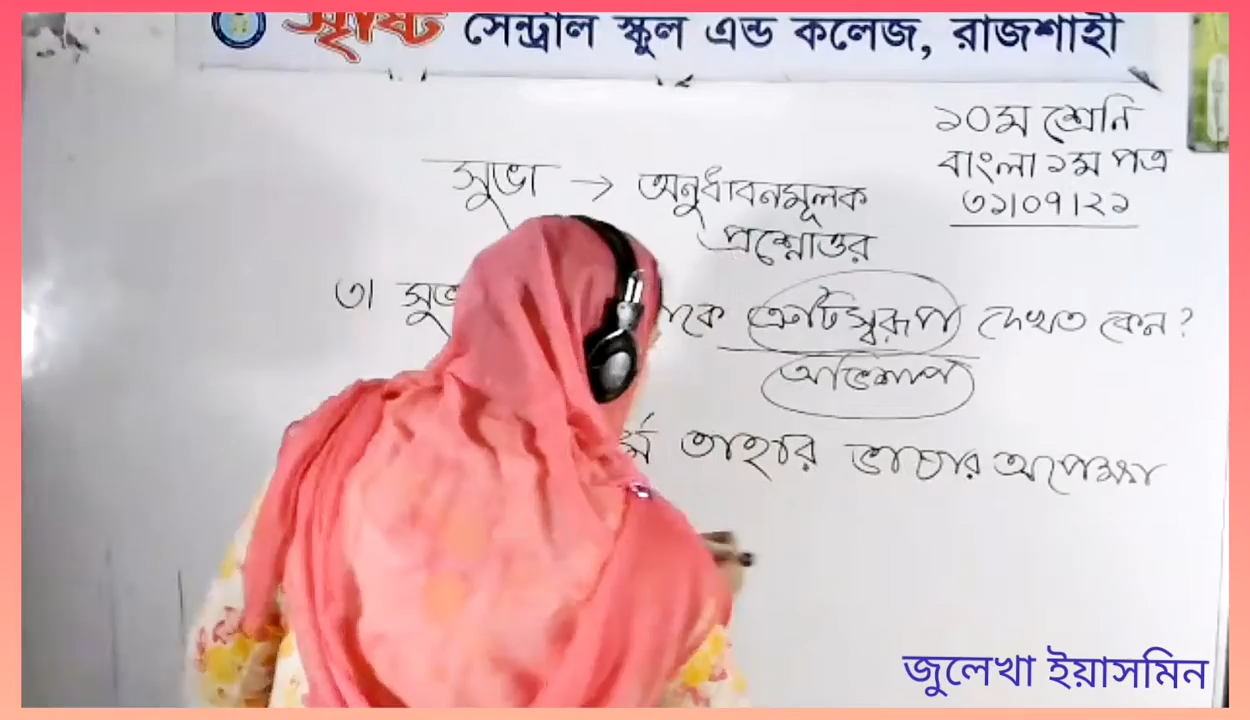 সৃষ্টি সেন্ট্রাল স্কুল এন্ড কলেজ, রাজশাহী
১০ম শ্রেনি
বাংলা ১ম পত্র
৩১।০৭।২১
সুভা → অনুধাবনমূলক
প্রশ্নোত্তর
৩। সুভ াকে ত্রুটিস্বরূপ দেখত কেন?
অভিশাপ
র্ম তাহার ভাষার অপেক্ষা
জুলেখা ইয়াসমিন